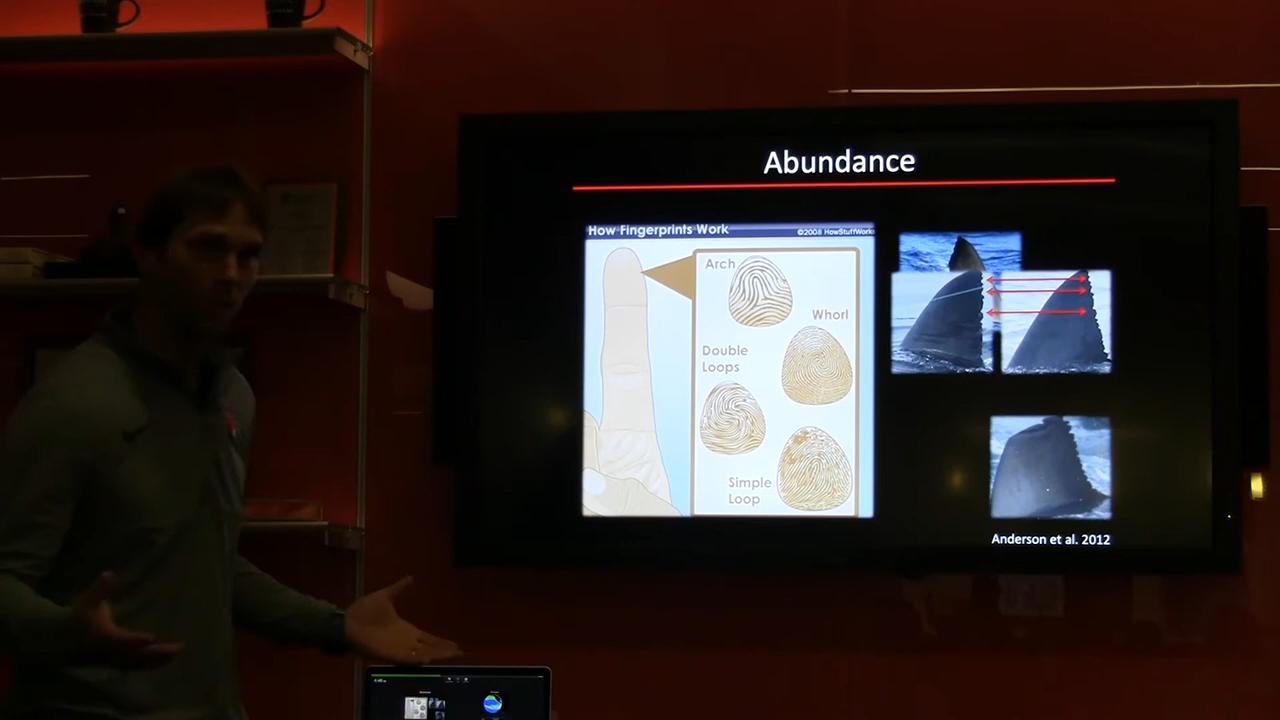 Abundance
How Fingerprints Work
©2008 HowStuffWorks
Arch
Whorl
Double
Loops
Simple
Loop
Anderson et al. 2012